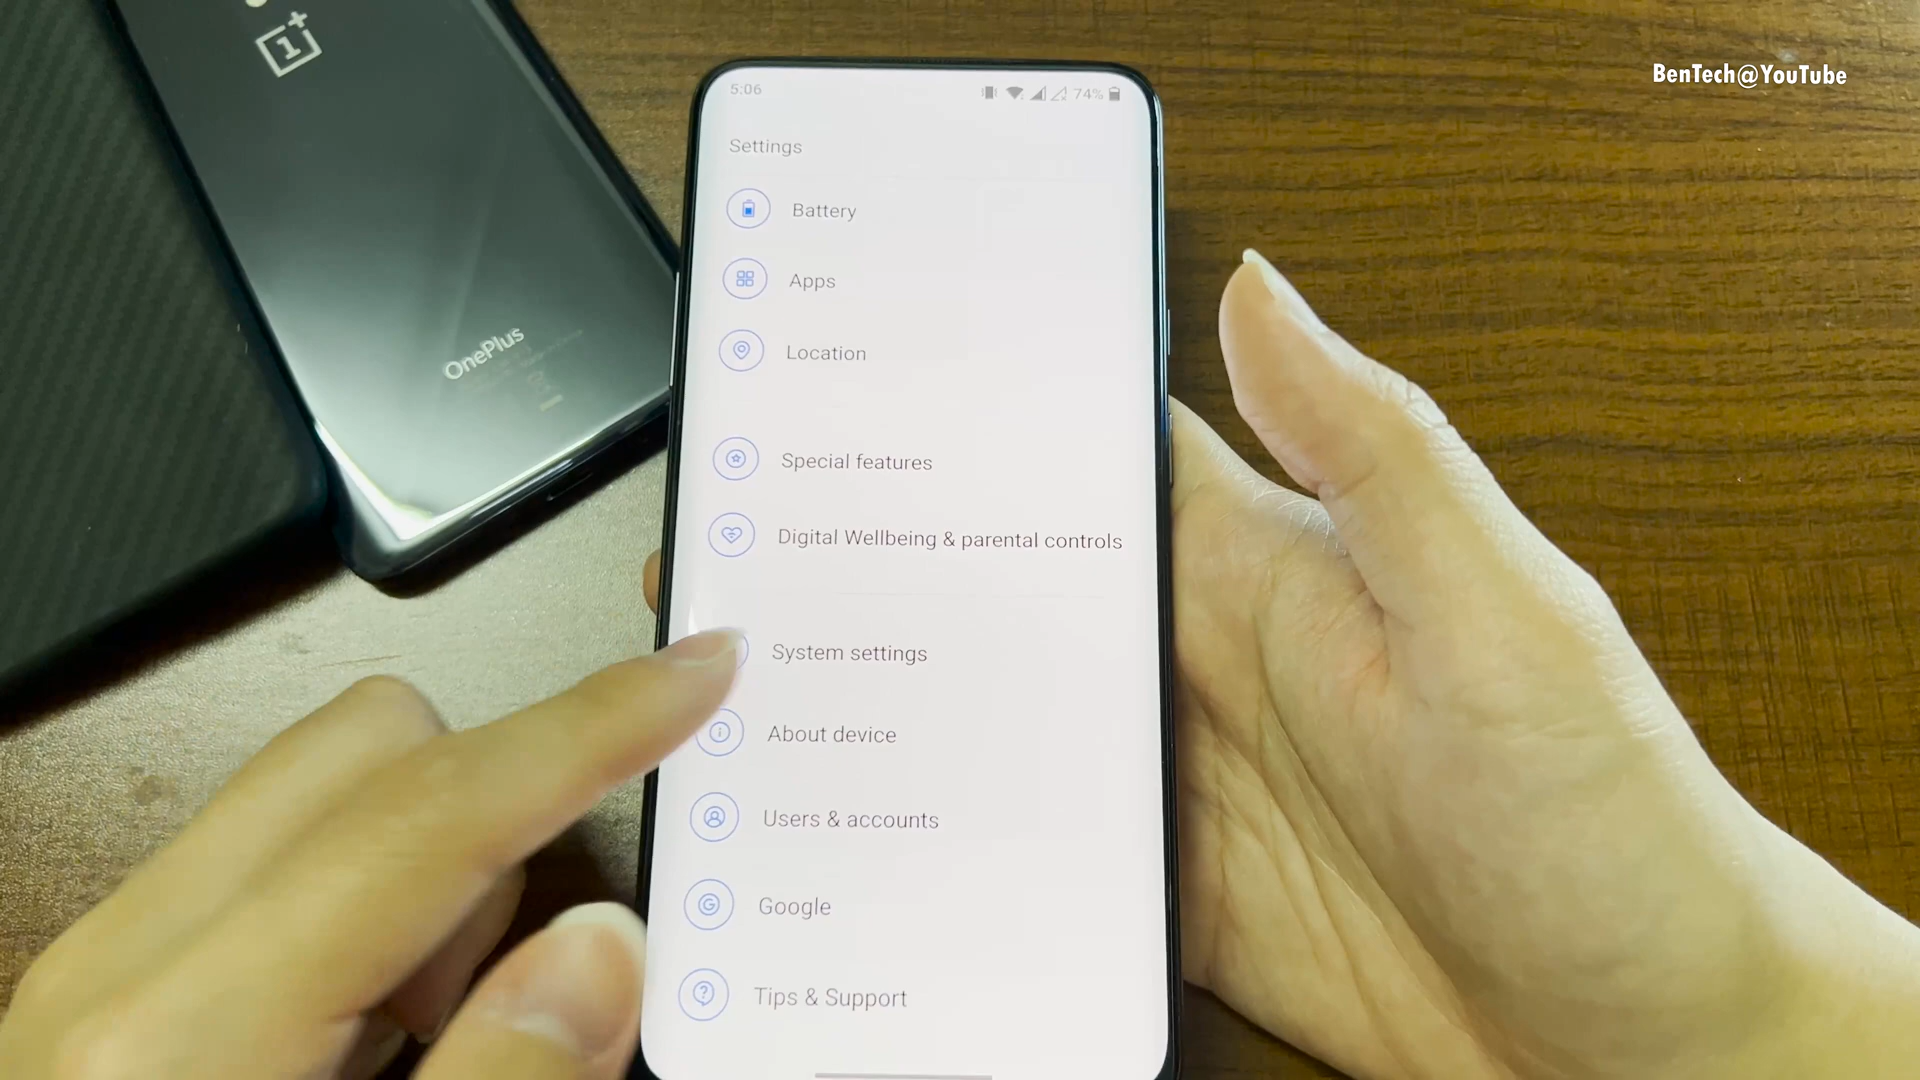 BenTech@YouTube
5:06
74%
Settings
Battery
Apps
Location
Special features
Digital Wellbeing & parental controls
System settings
About device
Users & accounts
Google
Tips & Support
OnePlus